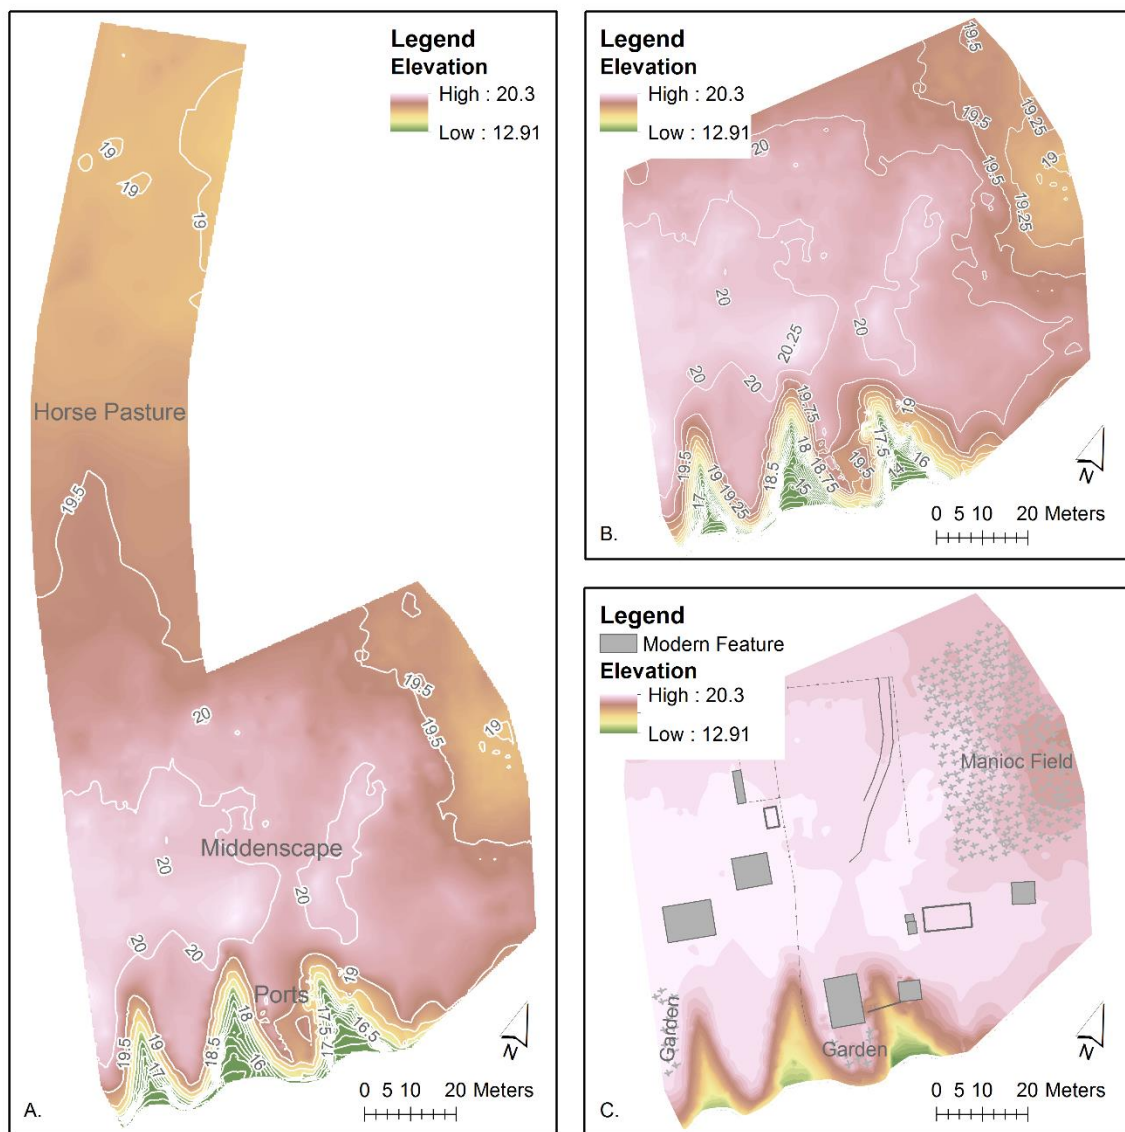 Legend
Elevation
High : 20.3
Low : 12.91
19
19
19
Horse Pasture
19.5
19.5
19
20
Middenscape
20
20
20
20
19
Ports
18
17.5
19.5
19
18.5
17
16
17
16.5
N
0 5 10 20 Meters
A.
Legend
Elevation
High : 20.3
Low : 12.91
19.5
19.25
19.5
20
19
19.5
19.25
20
20
20.25
20
20
19.75
19
17.5
18
16
19.5
19
18.5
18.75
19.5
17
19.25
15
N
0 5 10 20 Meters
B.
Legend
Modern Feature
Elevation
High : 20.3
Low : 12.91
Manioc Field
Garden
Garden
N
0 5 10 20 Meters
C.